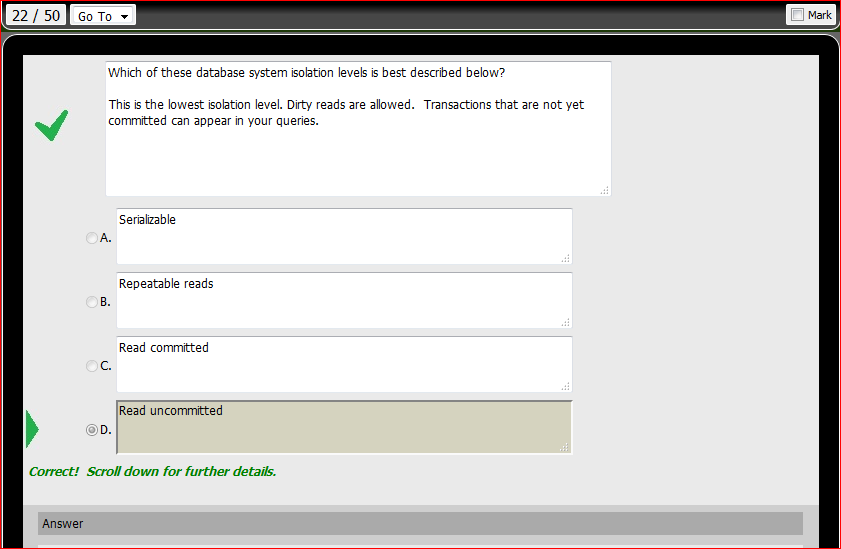 22 / 50 Go To Mark
Which of these database system isolation levels is best described below?
This is the lowest isolation level. Dirty reads are allowed.  Transactions that are not yet
committed can appear in your queries.
A. Serializable
B. Repeatable reads
C. Read committed
D. Read uncommitted
Correct!  Scroll down for further details.
Answer